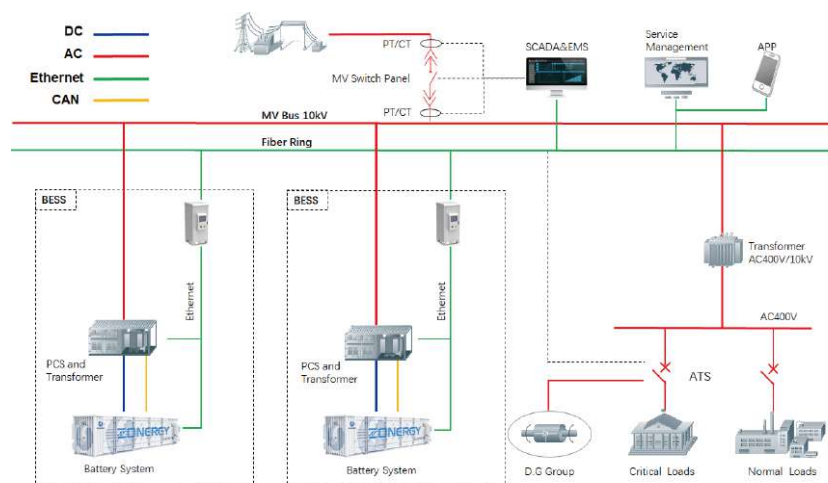 DC
AC
Ethernet
CAN
PT/CT
MV Switch Panel
PT/CT
SCADA&EMS
Service
Management
APP
MV Bus 10kV
Fiber Ring
BESS
BESS
Ethernet
Ethernet
Transformer
AC400V/10kV
AC400V
PCS and
Transformer
PCS and
Transformer
ATS
ZONERGY
ZONERGY
Battery System
Battery System
D.G Group
Critical Loads
Normal Loads